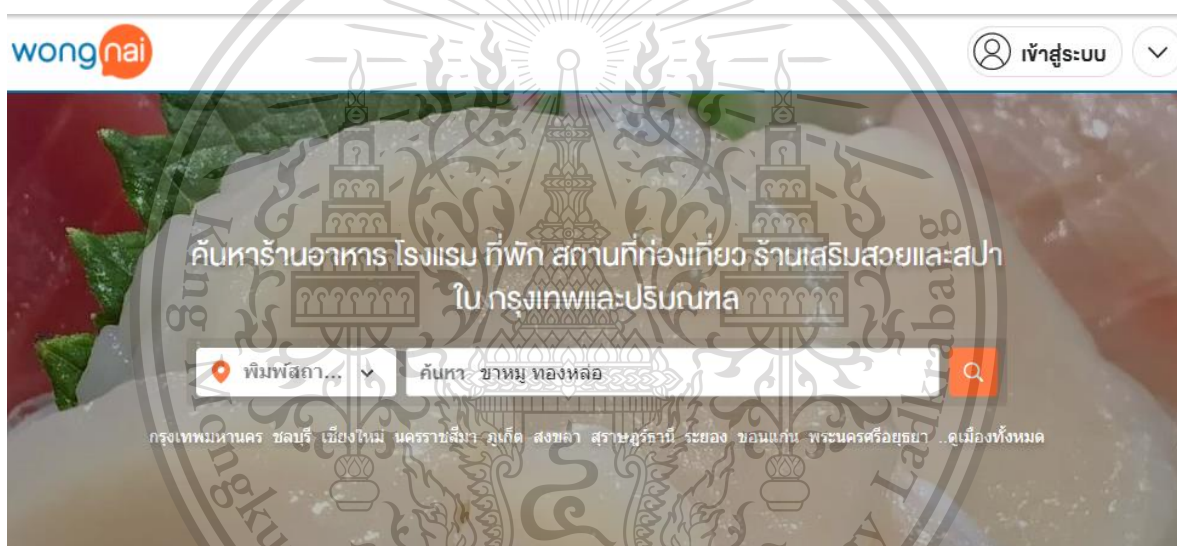 wongnai
เข้าสู่ระบบ
ค้นหาร้านอาหาร โรงแรม ที่พัก สถานที่ท่องเที่ยว ร้านเสริมสวยและสปา
ใน กรุงเทพและปริมณฑล
พิมพ์สถา...
ค้นหา ขาหมู ทองหล่อ
กรุงเทพมหานคร ชลบุรี เชียงใหม่ นครราชสีมา ภูเก็ต สงขลา สุราษฎร์ธานี ระยอง ขอนแก่น พระนครศรีอยุธยา ..ดูเมืองทั้งหมด
King
Ladkrabang